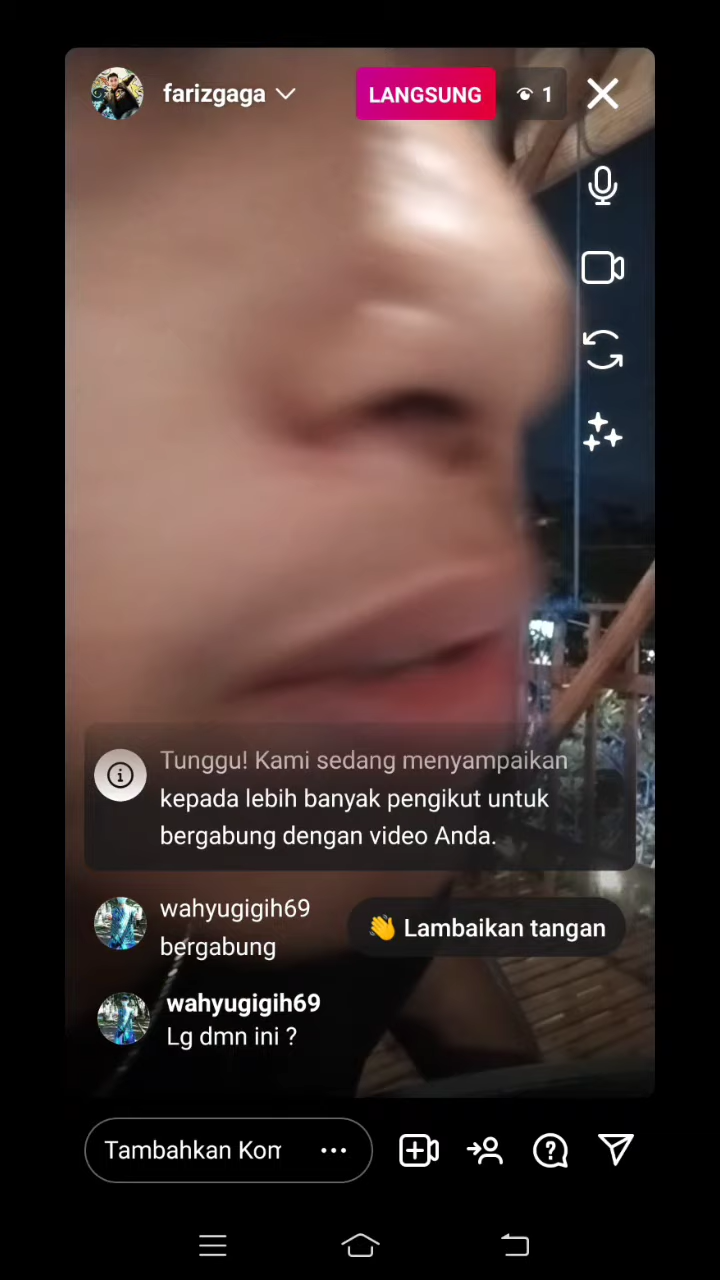 farizgaga
LANGSUNG
1
Tunggu! Kami sedang menyampaikan
kepada lebih banyak pengikut untuk
bergabung dengan video Anda.
wahyugigih69
bergabung
👋 Lambaikan tangan
wahyugigih69
Lg dmn ini ?
Tambahkan Kom